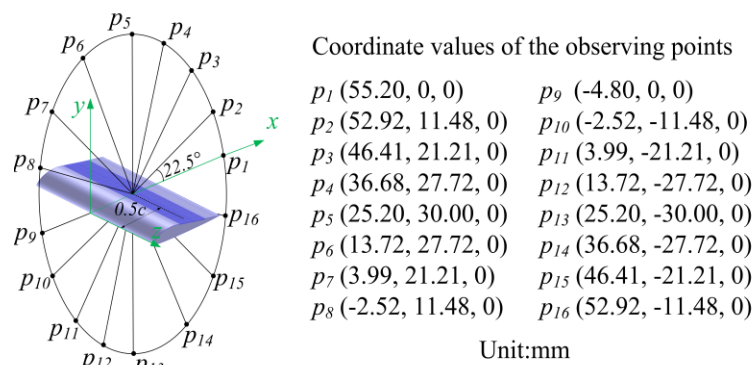 Coordinate values of the observing points
p1 (55.20, 0, 0)
p2 (52.92, 11.48, 0)
p3 (46.41, 21.21, 0)
p4 (36.68, 27.72, 0)
p5 (25.20, 30.00, 0)
p6 (13.72, 27.72, 0)
p7 (3.99, 21.21, 0)
p8 (-2.52, 11.48, 0)
p9 (-4.80, 0, 0)
p10 (-2.52, -11.48, 0)
p11 (3.99, -21.21, 0)
p12 (13.72, -27.72, 0)
p13 (25.20, -30.00, 0)
p14 (36.68, -27.72, 0)
p15 (46.41, -21.21, 0)
p16 (52.92, -11.48, 0)
Unit:mm
p5
p4
p6
p3
p7
y
p2
x
p1
p8
22.5°
0.5c
p16
z
p9
p15
p10
p14
p11
p12